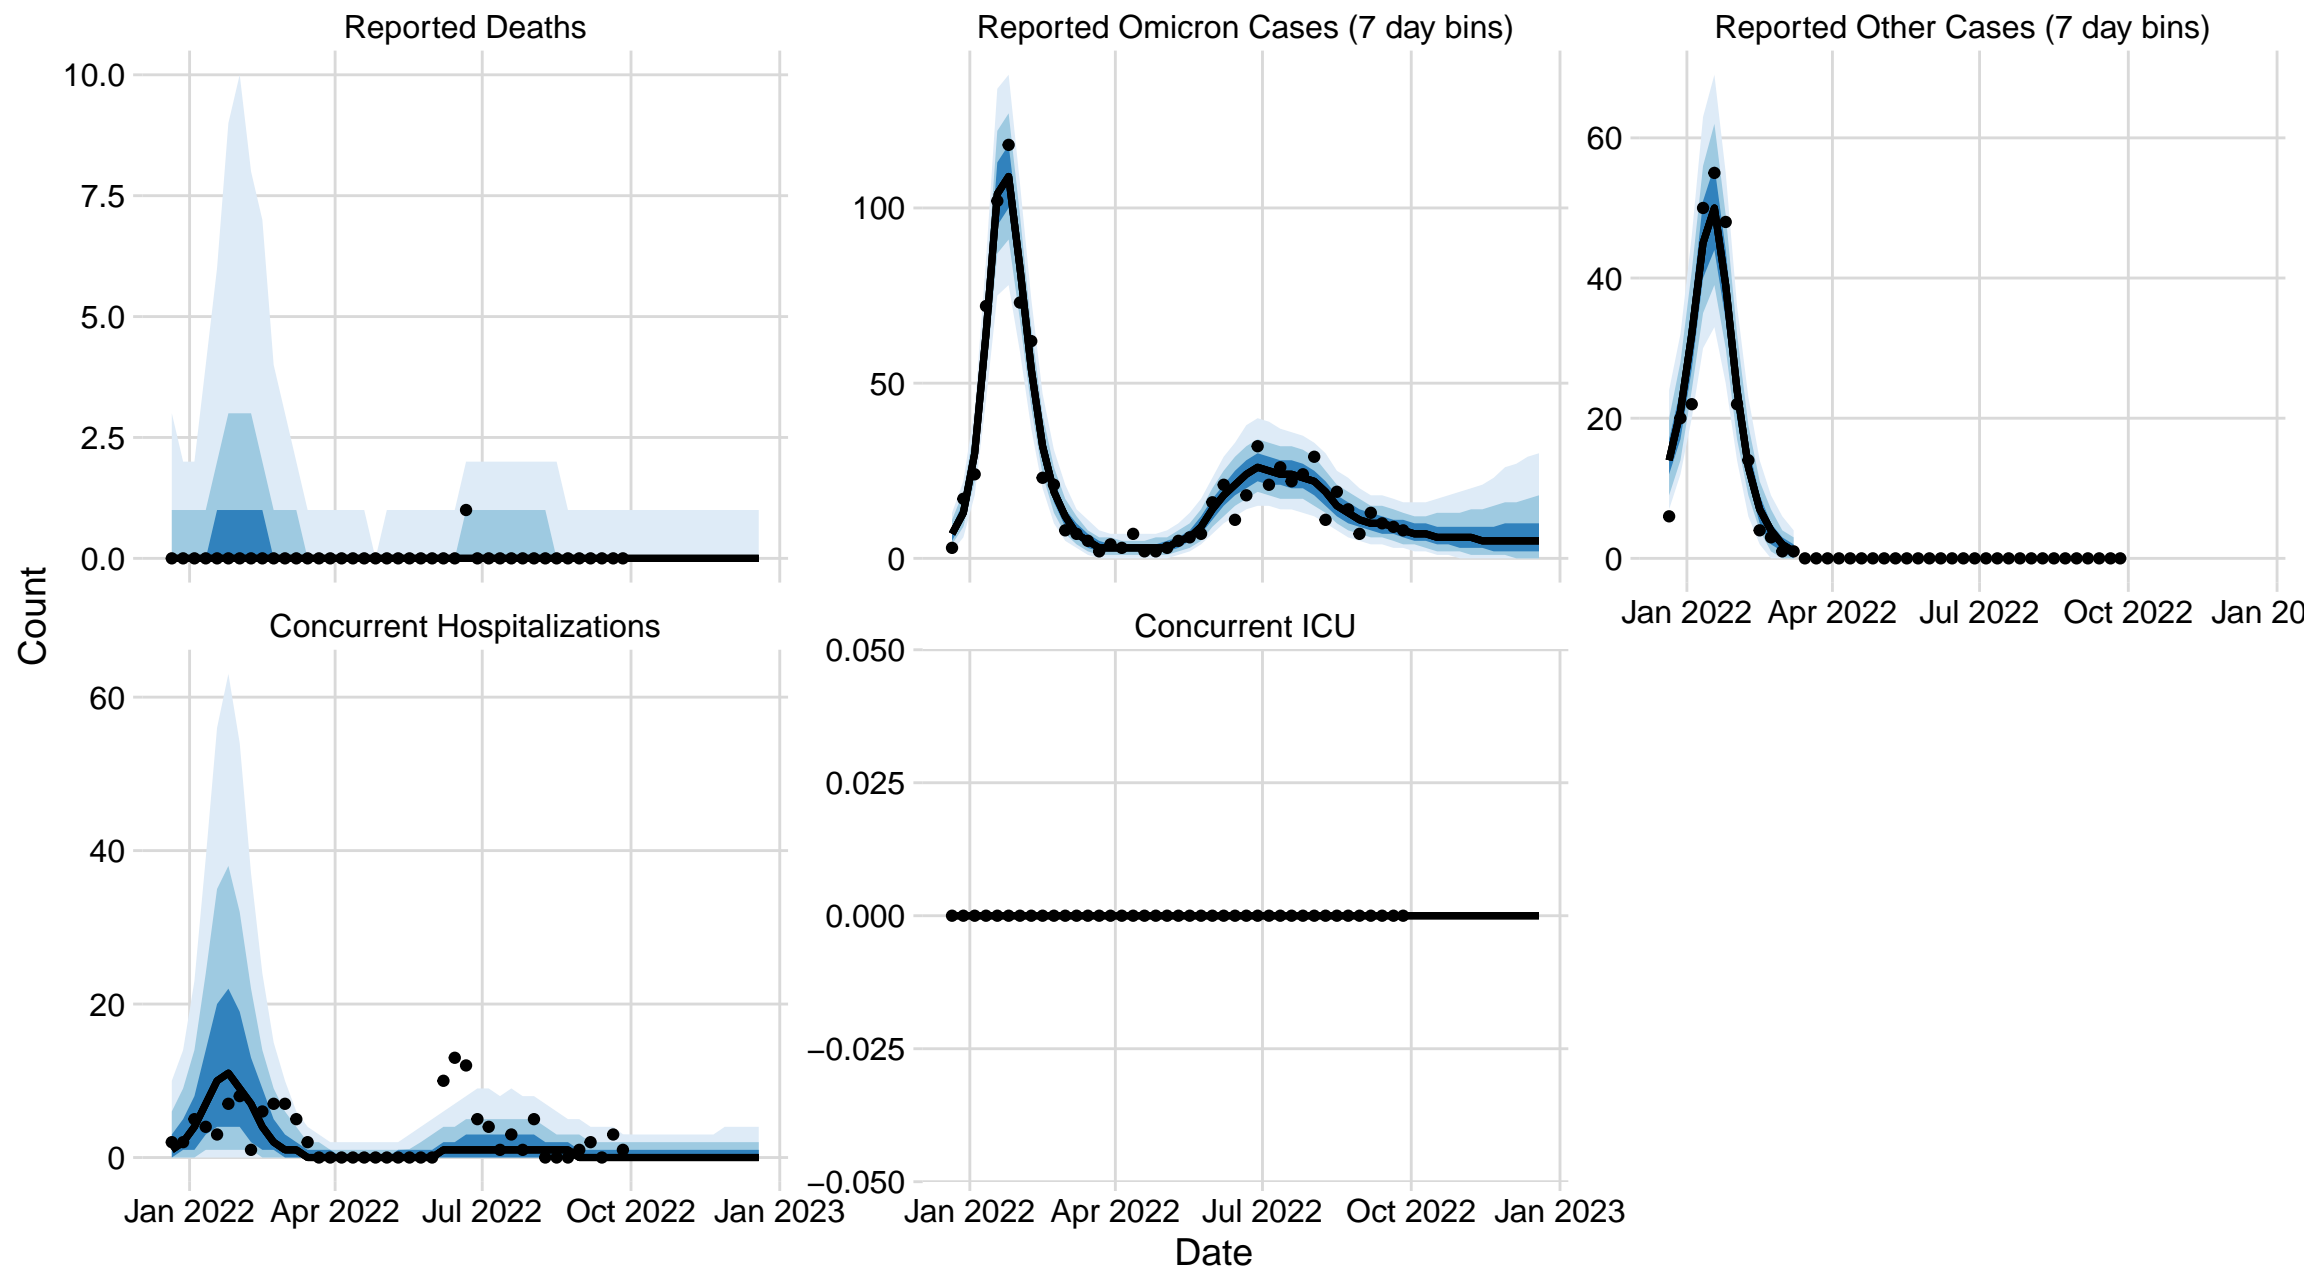 Reported Deaths
Reported Omicron Cases (7 day bins)
Reported Other Cases (7 day bins)
10.0
7.5
5.0
2.5
0.0
100
50
0
60
40
20
0
Jan 2022 Apr 2022 Jul 2022 Oct 2022 Jan 20
Count
Concurrent Hospitalizations
Concurrent ICU
60
40
20
0
0.050
0.025
0.000
−0.025
−0.050
Jan 2022 Apr 2022 Jul 2022 Oct 2022 Jan 2023
Jan 2022 Apr 2022 Jul 2022 Oct 2022 Jan 2023
Date